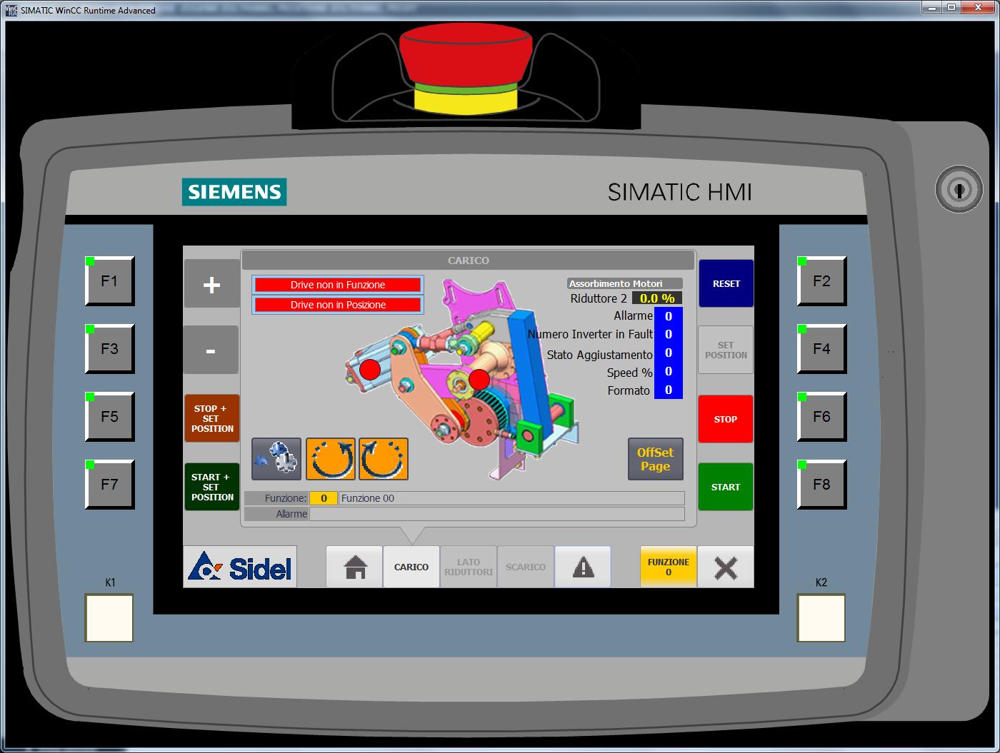 SIMATIC WinCC Runtime Advanced
SIEMENS
SIMATIC HMI
F1
F3
F5
F7
K1
F2
F4
F6
F8
K2
+
-
STOP +
SET
POSITION
START +
SET
POSITION
CARICO
Drive non in Funzione
Drive non in Posizione
Assorbimento Motori
Riduttore 2 0.0 %
Allarme 0
Numero Inverter in Fault 0
Stato Aggiustamento 0
Speed % 0
Formato 0
OffSet
Page
Funzione: 0 Funzione 00
Allarme
RESET
SET
POSITION
STOP
START
Sidel
CARICO
LATO
RIDUTTORI
SCARICO
FUNZIONE
0